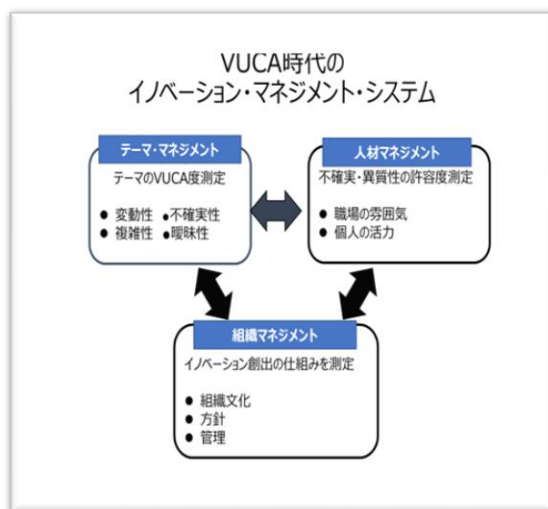 VUCA時代の
イノベーション・マネジメント・システム
テーマ・マネジメント
テーマのVUCA度測定
● 変動性 ●不確実性
● 複雑性 ●曖昧性
人材マネジメント
不確実・異質性の許容度測定
● 職場の雰囲気
● 個人の活力
組織マネジメント
イノベーション創出の仕組みを測定
● 組織文化
● 方針
● 管理